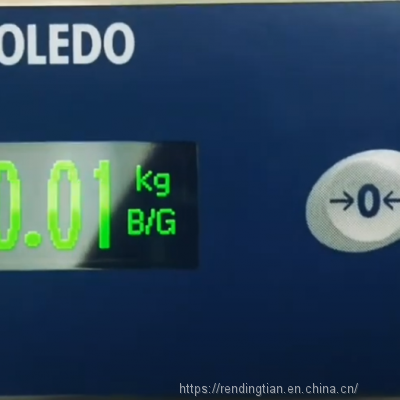 OLEDO
0.01 kg
B/G
→0←
https://rendingtian.en.china.cn/